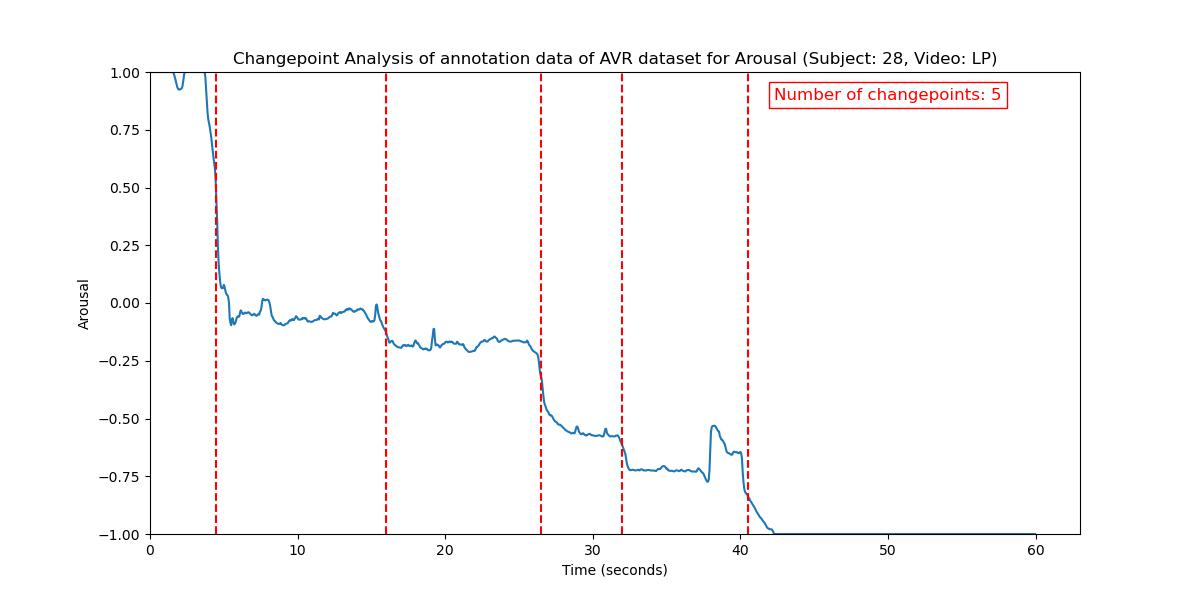 Changepoint Analysis of annotation data of AVR dataset for Arousal (Subject: 28, Video: LP)
Number of changepoints: 5
1.00
0.75
0.50
0.25
0.00
−0.25
−0.50
−0.75
−1.00
Arousal
0 10 20 30 40 50 60
Time (seconds)